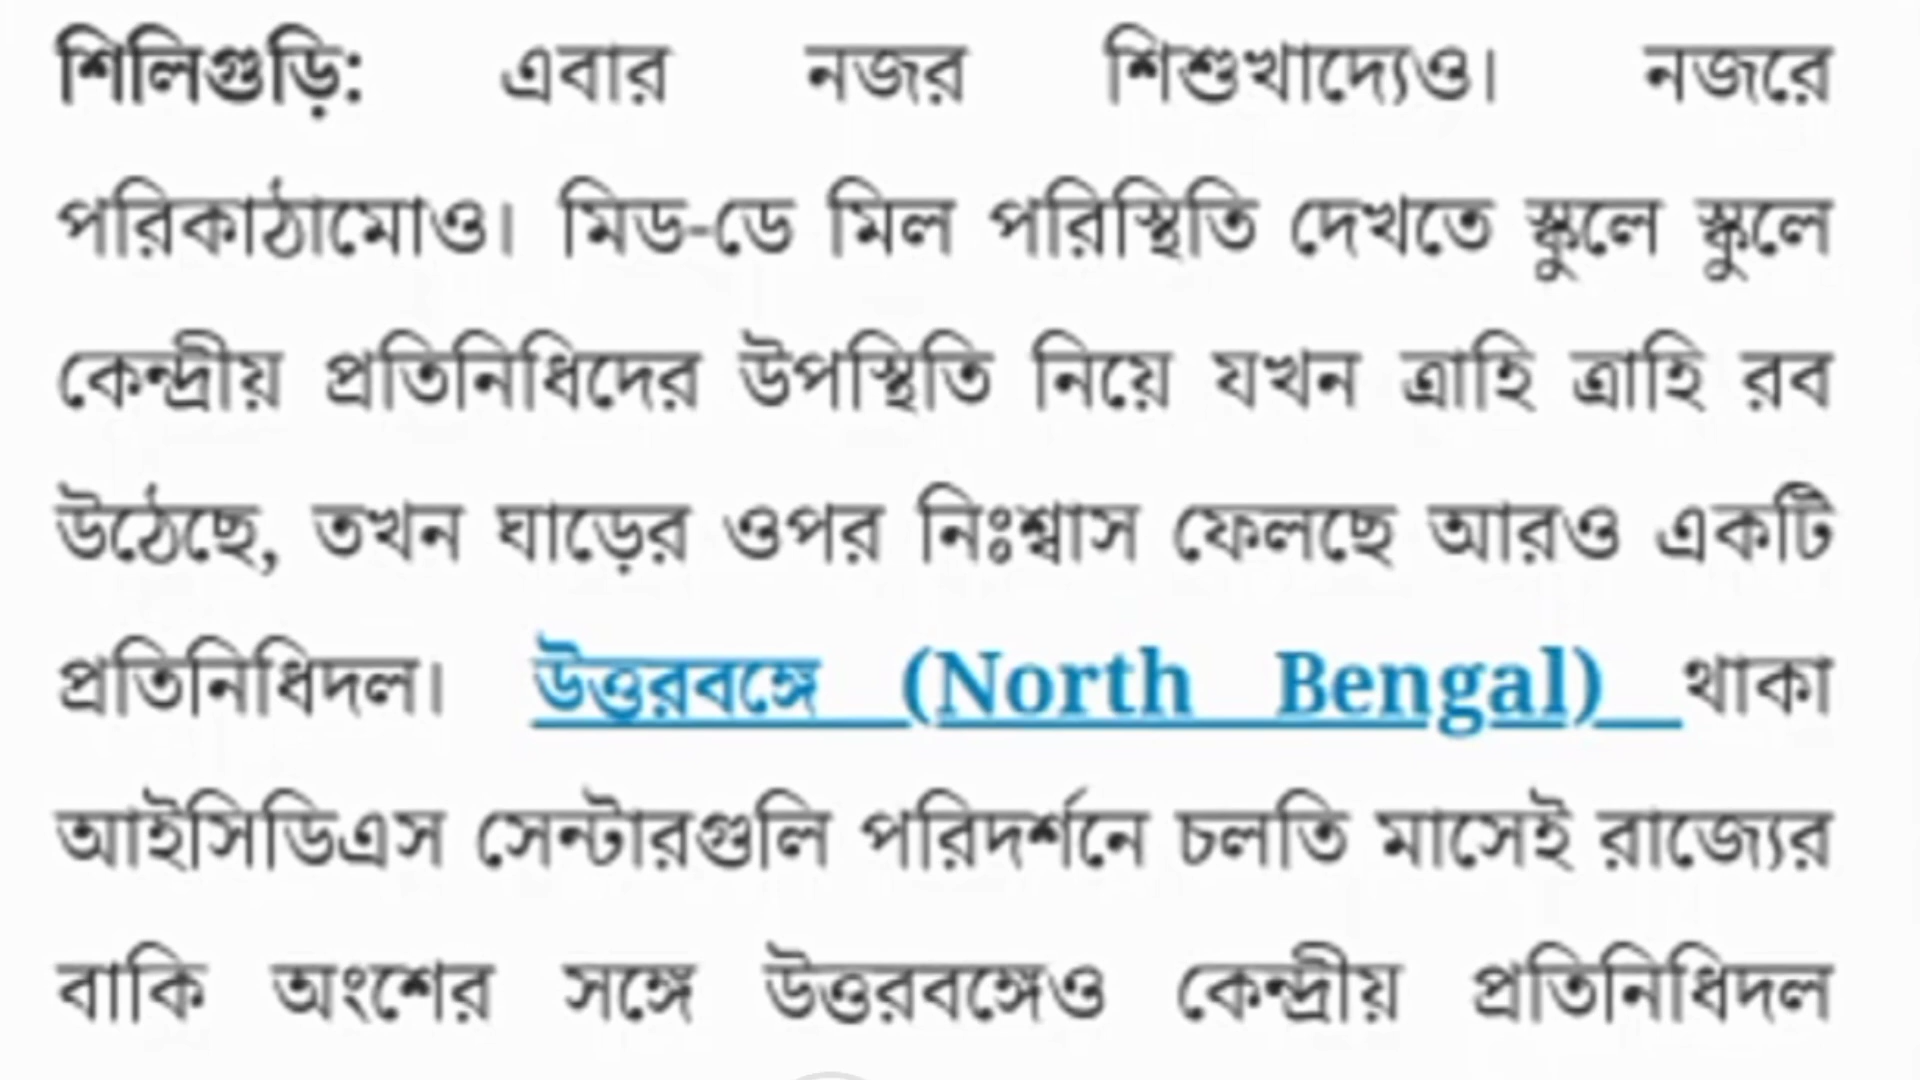 শিলিগুড়ি: এবার নজর শিশুখাদ্যেও। নজরে
পরিকাঠামোও। মিড-ডে মিল পরিস্থিতি দেখতে স্কুলে স্কুলে
কেন্দ্রীয় প্রতিনিধিদের উপস্থিতি নিয়ে যখন ত্রাহি ত্রাহি রব
উঠেছে, তখন ঘাড়ের ওপর নিঃশ্বাস ফেলছে আরও একটি
প্রতিনিধিদল। উত্তরবঙ্গে (North Bengal) থাকা
আইসিডিএস সেন্টারগুলি পরিদর্শনে চলতি মাসেই রাজ্যের
বাকি অংশের সঙ্গে উত্তরবঙ্গেও কেন্দ্রীয় প্রতিনিধিদল